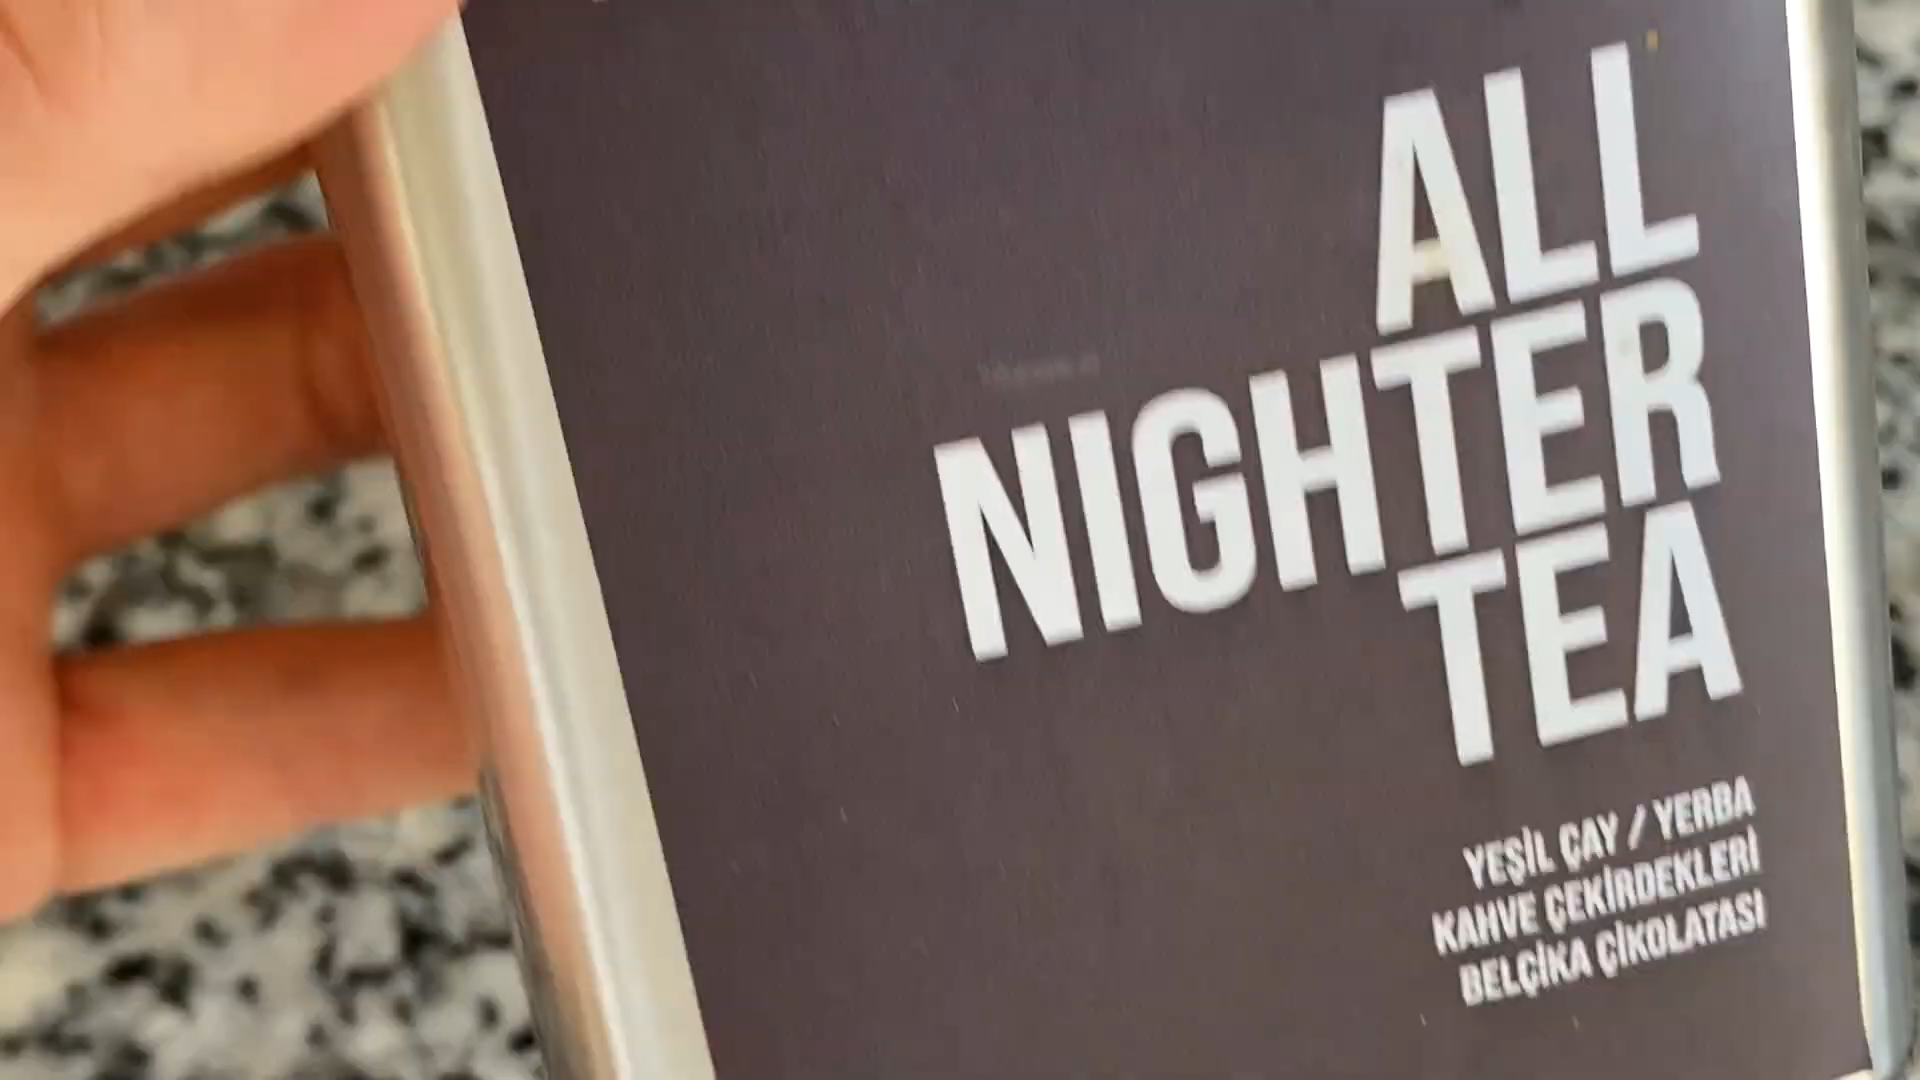 ALL
NIGHTER
TEA
YEŞİL ÇAY / YERBA
KAHVE ÇEKİRDEKLERİ
BELÇİKA ÇİKOLATASI